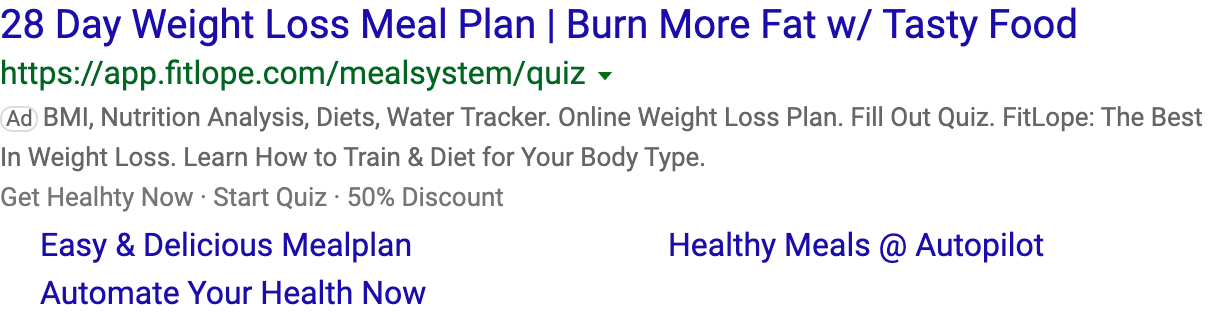 28 Day Weight Loss Meal Plan | Burn More Fat w/ Tasty Food
https://app.fitlope.com/mealsystem/quiz
Ad BMI, Nutrition Analysis, Diets, Water Tracker. Online Weight Loss Plan. Fill Out Quiz. FitLope: The Best
In Weight Loss. Learn How to Train & Diet for Your Body Type.
Get Healhty Now · Start Quiz · 50% Discount
Easy & Delicious Mealplan
Healthy Meals @ Autopilot
Automate Your Health Now